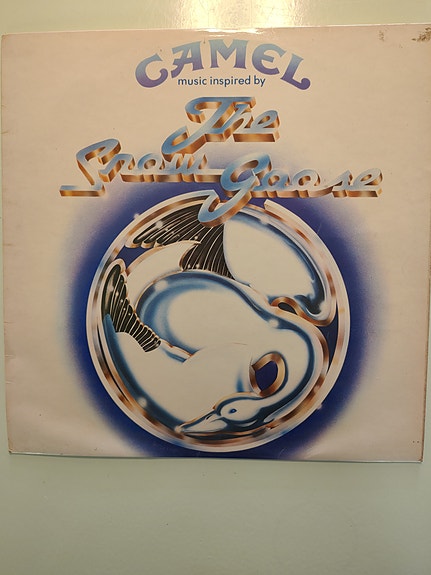 CAMEL
music inspired by
The
Snow Goose